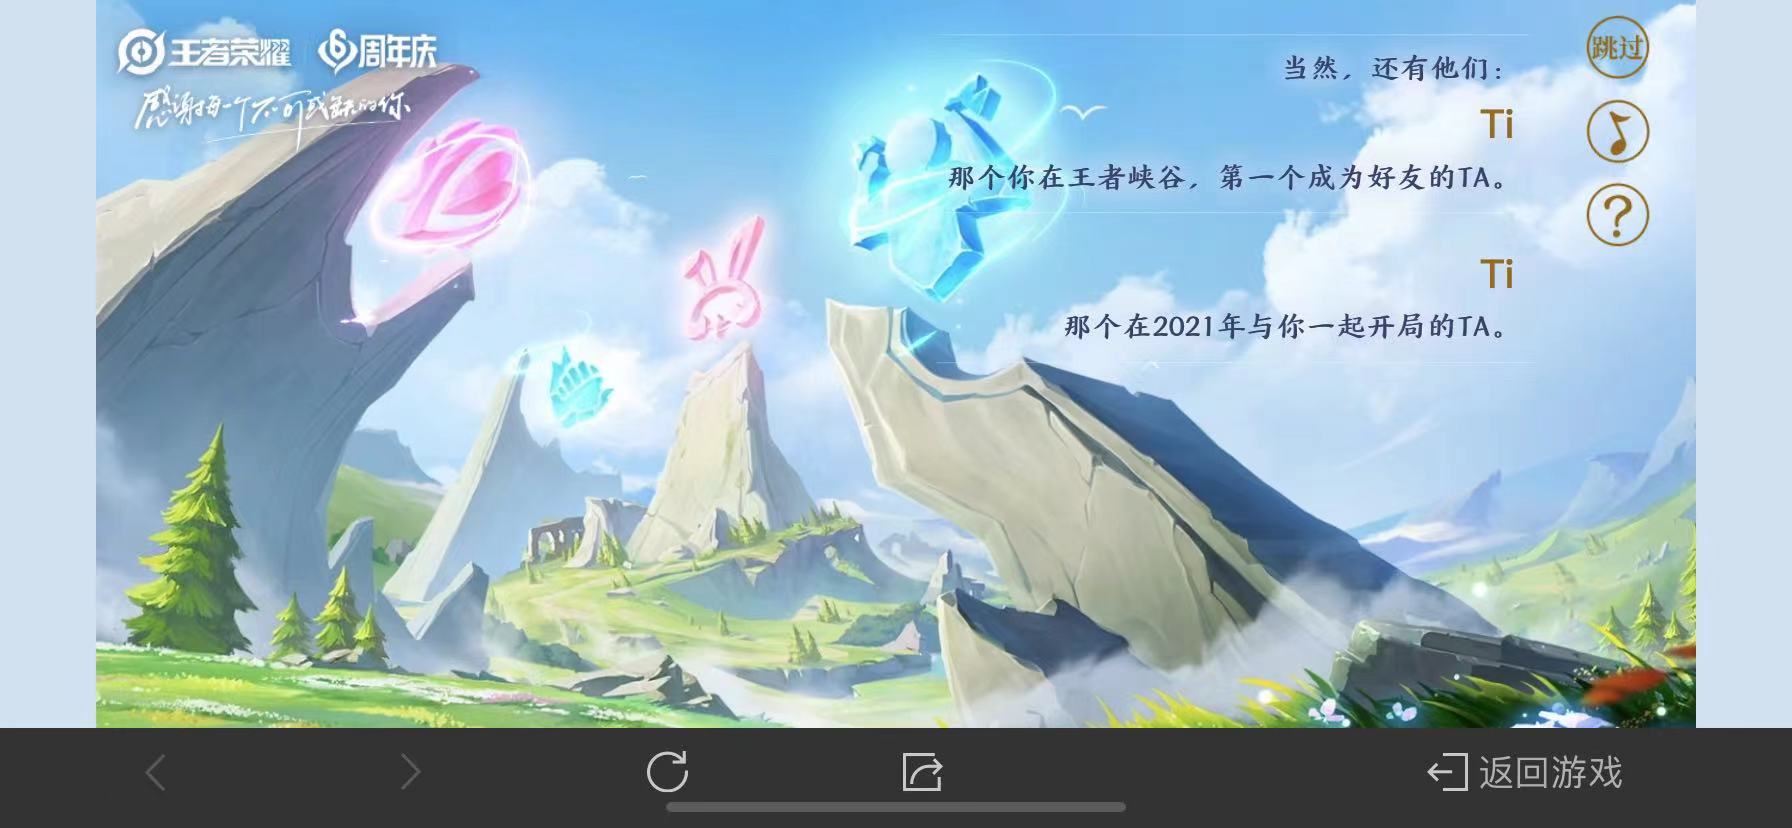 王者荣耀 6周年庆
感谢每一个不可或缺的你
跳过
当然，还有他们：
Ti
那个你在王者峡谷，第一个成为好友的TA。
Ti
那个在2021年与你一起开局的TA。
返回游戏